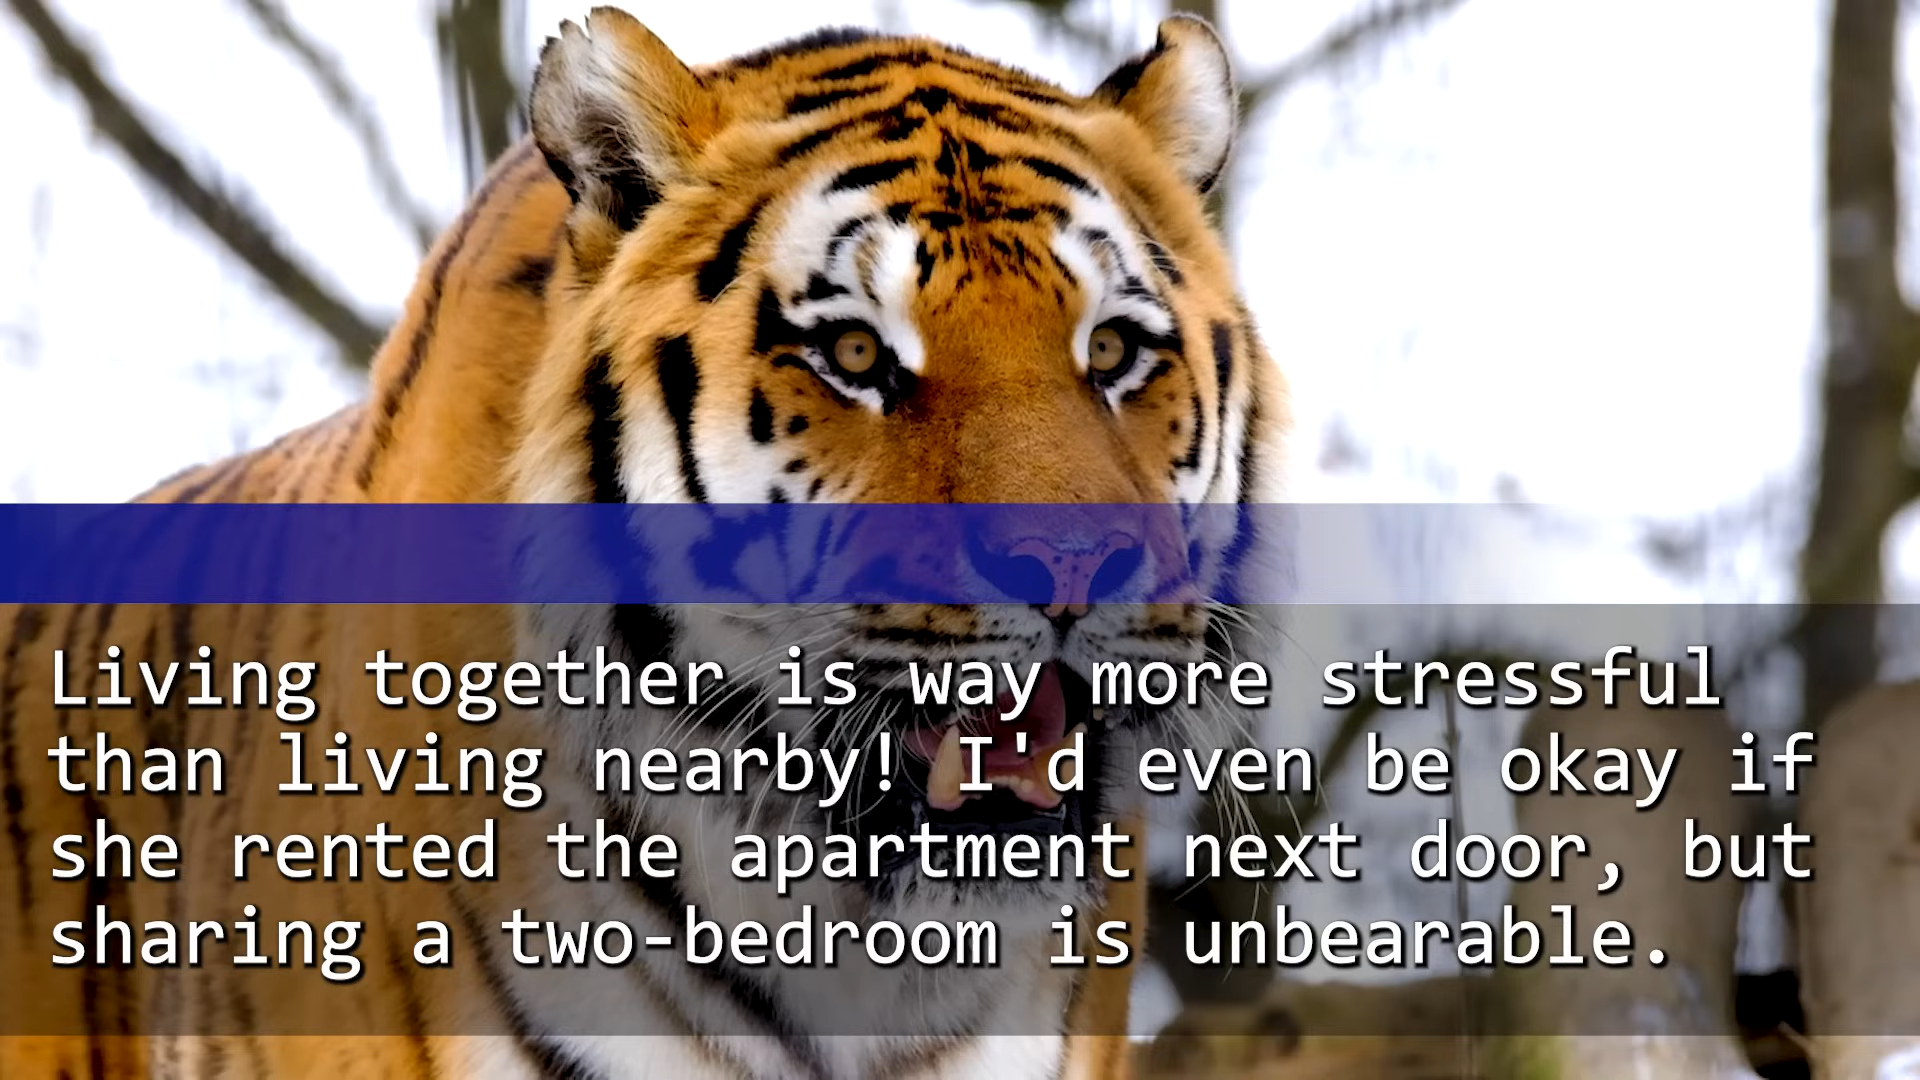 Living together is way more stressful
than living nearby! I'd even be okay if
she rented the apartment next door, but
sharing a two-bedroom is unbearable.